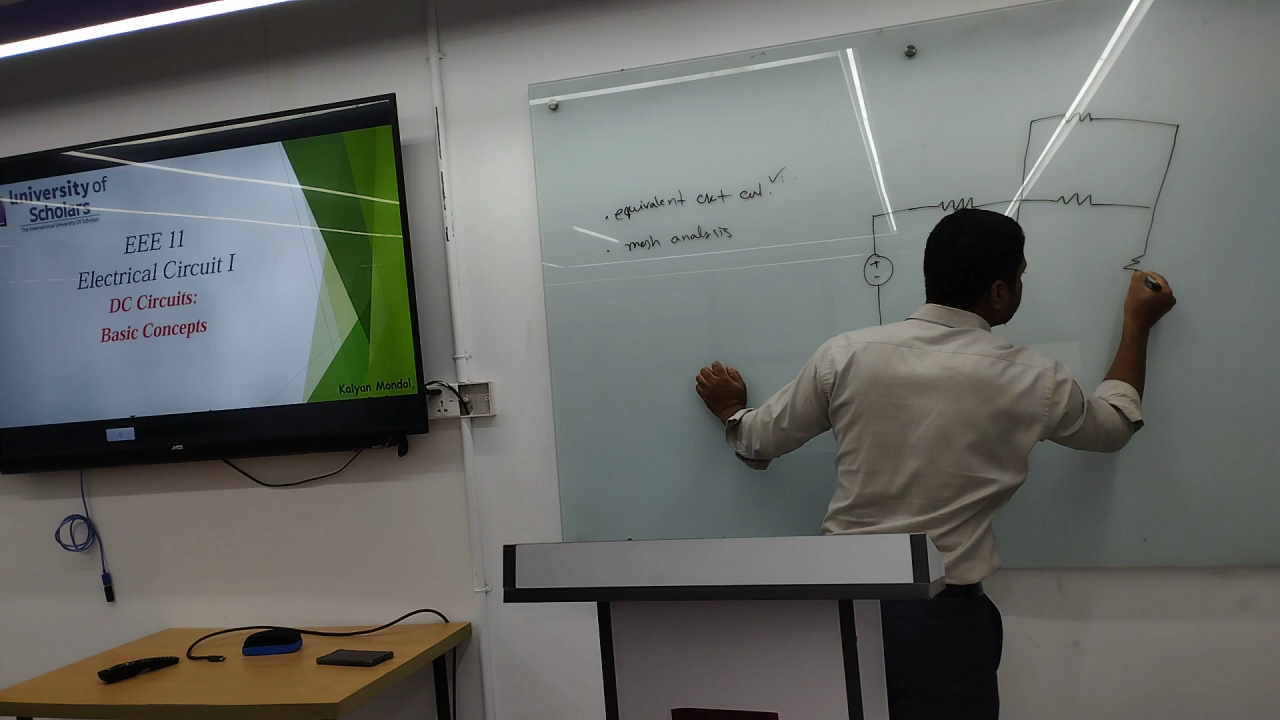 University of
Scholars
The International University Of Scholars
EEE 11
Electrical Circuit I
DC Circuits:
Basic Concepts
Kalyan Mondol,
JVCO
• equivalent ckt cal. ✓
• mesh analysis
+
-